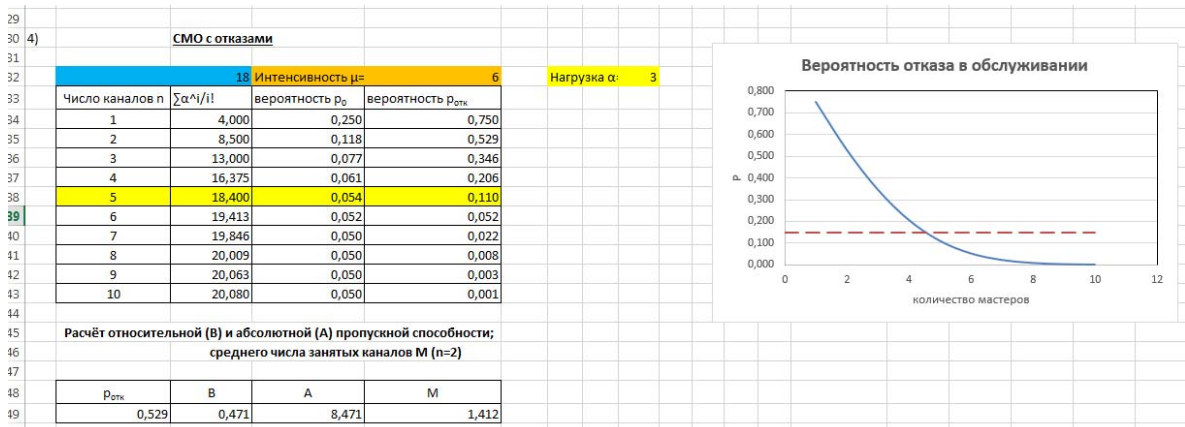 29
30 4) СМО с отказами
31
32 18 Интенсивность μ= 6 Нагрузка α: 3
33 Число каналов n ∑α^i/i! вероятность p₀ вероятность pотк
34 1 4,000 0,250 0,750
35 2 8,500 0,118 0,529
36 3 13,000 0,077 0,346
37 4 16,375 0,061 0,206
38 5 18,400 0,054 0,110
39 6 19,413 0,052 0,052
40 7 19,846 0,050 0,022
41 8 20,009 0,050 0,008
42 9 20,063 0,050 0,003
43 10 20,080 0,050 0,001
44
45 Расчёт относительной (B) и абсолютной (A) пропускной способности;
46 среднего числа занятых каналов M (n=2)
47
48 pотк B A M
49 0,529 0,471 8,471 1,412
Вероятность отказа в обслуживании
0,800
0,700
0,600
0,500
0,400
0,300
0,200
0,100
0,000
P
0 2 4 6 8 10 12
количество мастеров